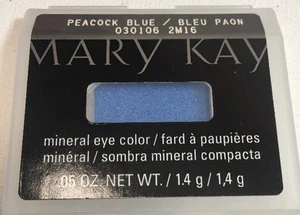 PEACOCK BLUE / BLEU PAON
030106 2M16
MARY KAY
mineral eye color / fard à paupières
minéral / sombra mineral compacta
.05 OZ. NET WT. / 1.4 g / 1,4 g